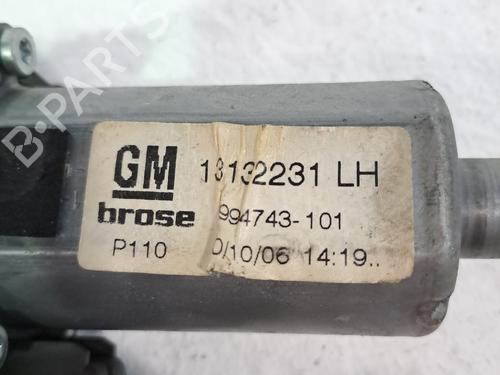 B-PARTS
GM 13132231 LH
brose 994743-101
P110 0/10/06 14:19..